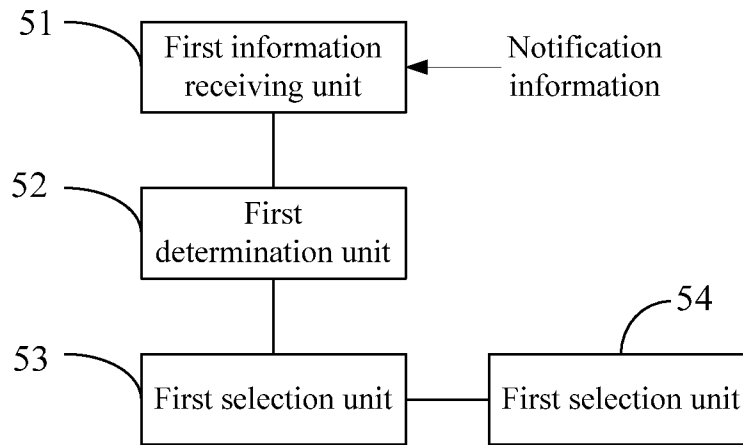 51
First information
receiving unit
Notification
information
52
First
determination unit
54
53
First selection unit
First selection unit